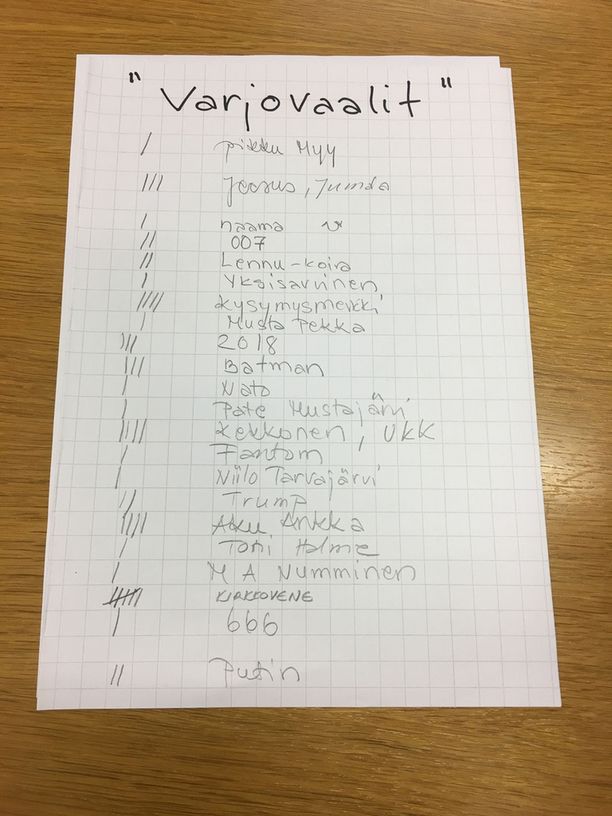 " Varjovaalit "
/ pikku Myy
/// Jeesus, Jumala
/ naama
// 007
// Lennu-koira
/ Yksisarvinen
//// kysymysmerkki
/ Musta Pekka
/// 2018
/// Batman
/ Nato
/ Pate Mustajärvi
//// Kekkonen, UKK
/ Fantom
/ Niilo Tarvajärvi
// Trump
//// Aku Ankka
/ Toni Halme
/ M A Numminen
KIRKKOVENE
/ 666
// Putin